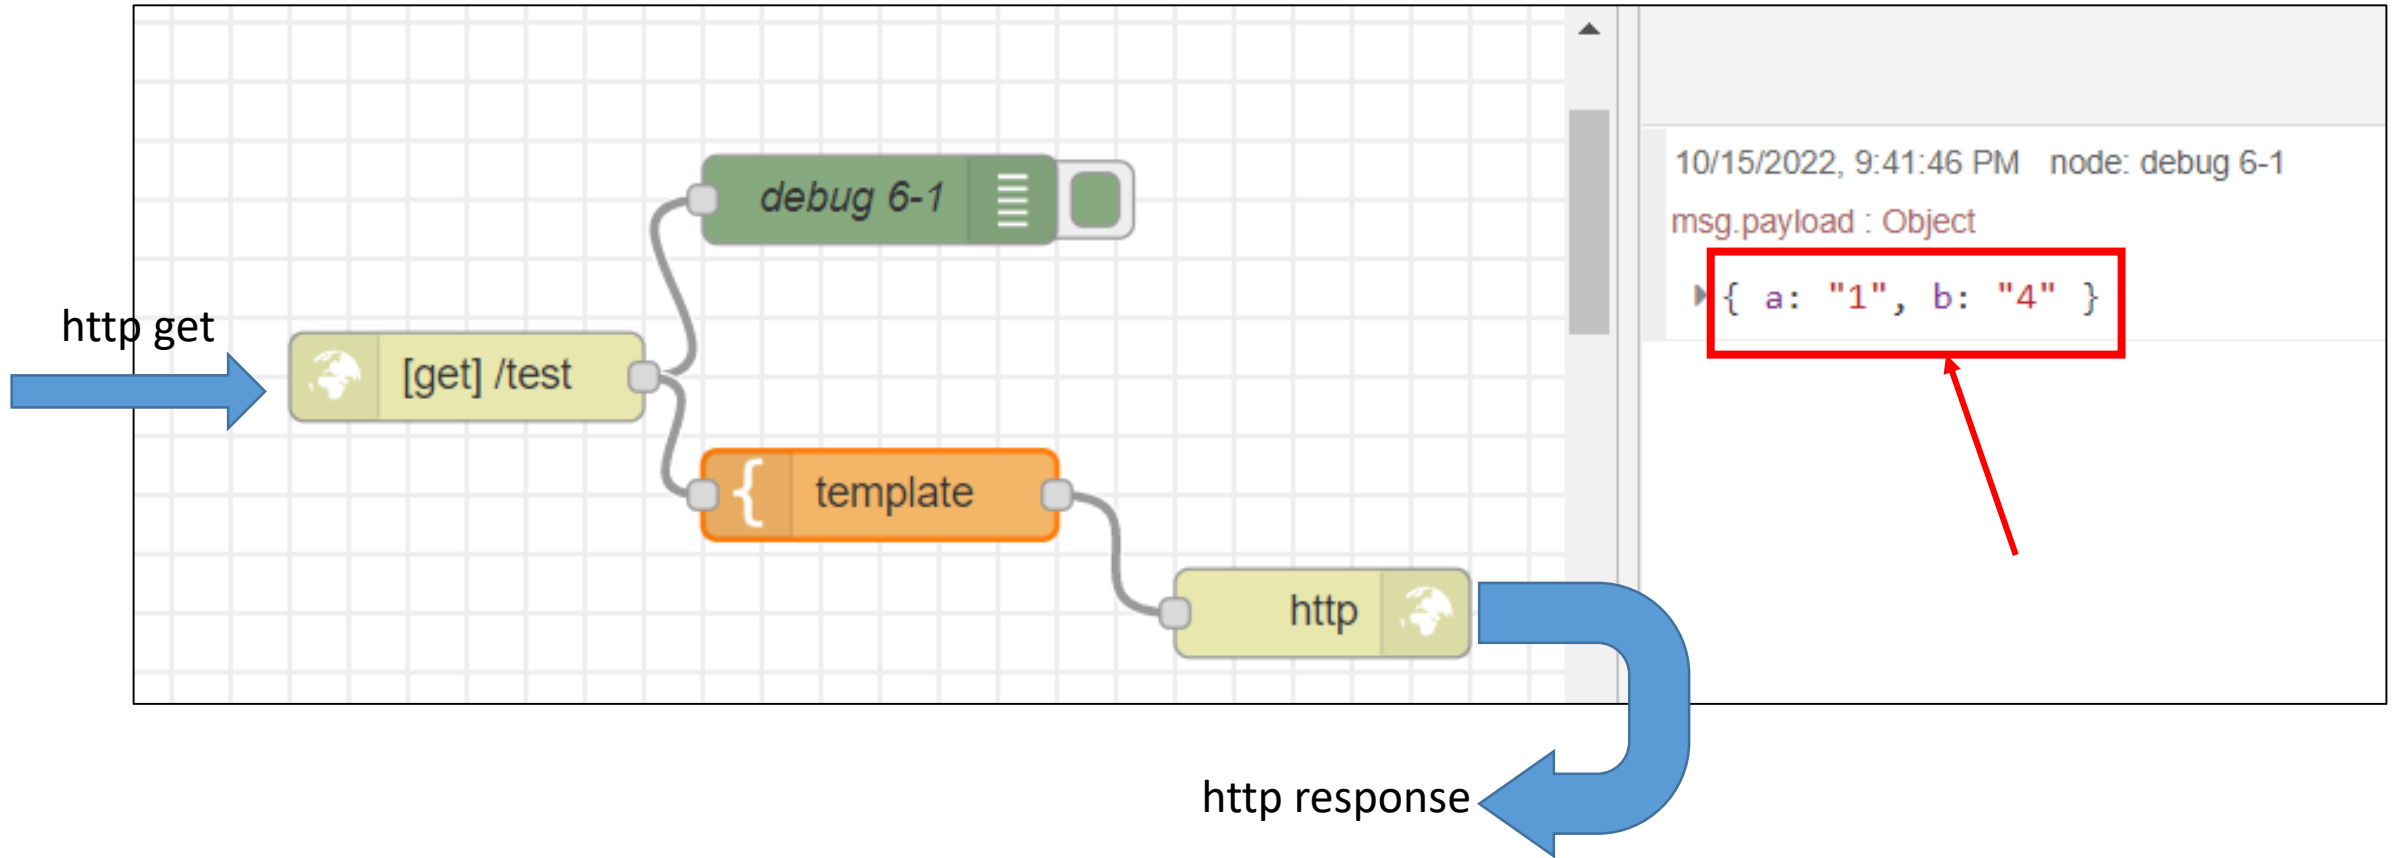 10/15/2022, 9:41:46 PM node: debug 6-1
debug 6-1
msg.payload : Object
{ a: "1", b: "4" }
http get
[get] /test
{ template
http
http response